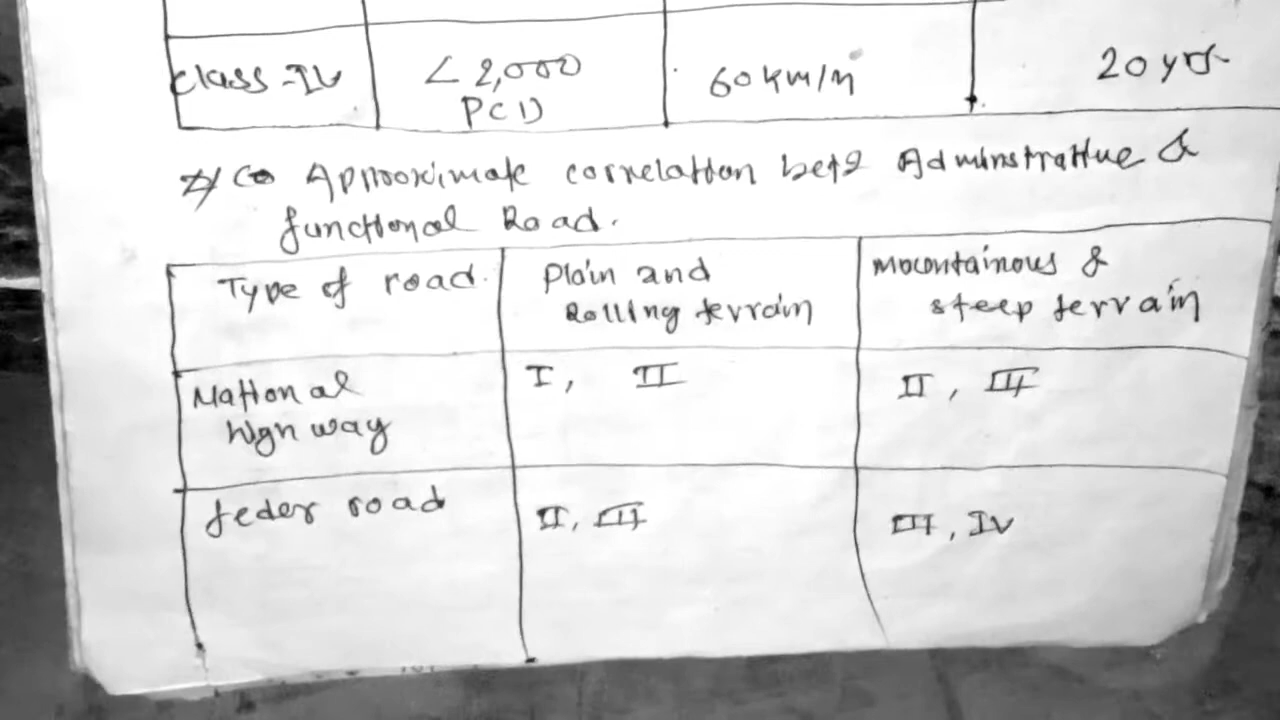 Class-IV < 2,000 PCU 60 km/h 20 yrs
Approximate correlation betn Adminstrative &
functional Road.
Type of road. Plain and Rolling terrain Mocontainous & steep terrain
National Highway I, II II, III
feder road II, III III, IV